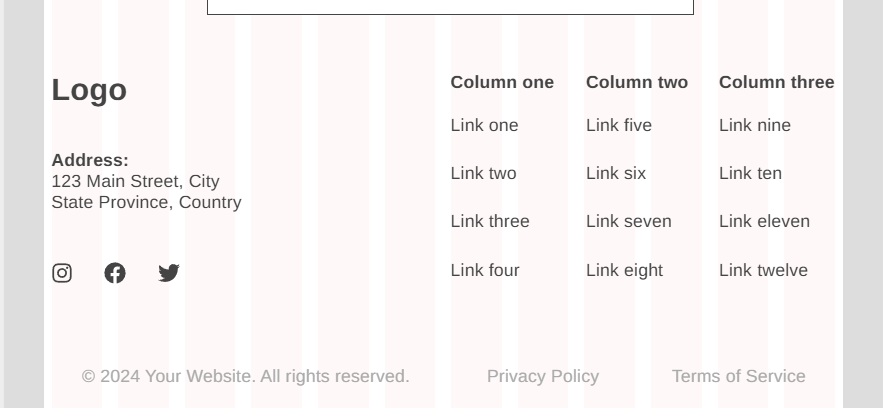 Logo
Address:
123 Main Street, City
State Province, Country
Column one
Link one
Link two
Link three
Link four
Column two
Link five
Link six
Link seven
Link eight
Column three
Link nine
Link ten
Link eleven
Link twelve
© 2024 Your Website. All rights reserved.
Privacy Policy
Terms of Service